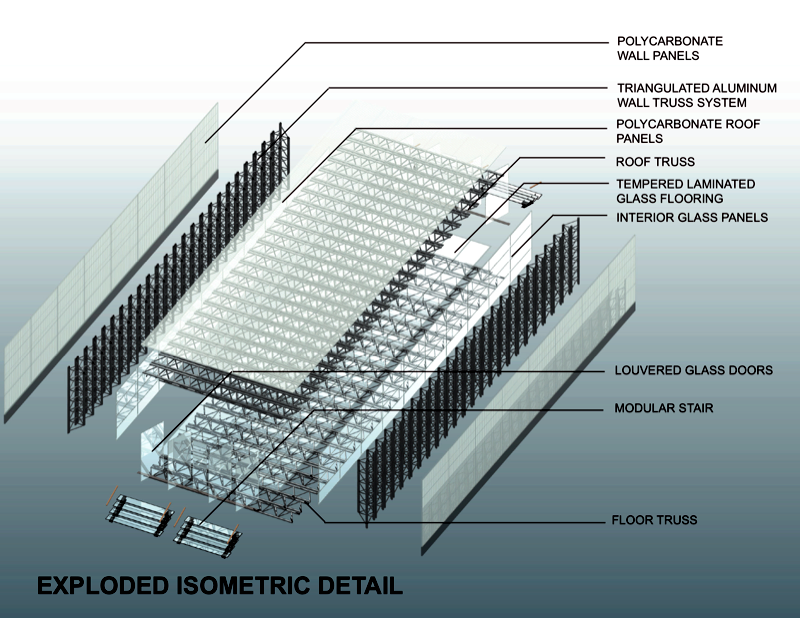 POLYCARBONATE
WALL PANELS
TRIANGULATED ALUMINUM
WALL TRUSS SYSTEM
POLYCARBONATE ROOF
PANELS
ROOF TRUSS
TEMPERED LAMINATED
GLASS FLOORING
INTERIOR GLASS PANELS
LOUVERED GLASS DOORS
MODULAR STAIR
FLOOR TRUSS
EXPLODED ISOMETRIC DETAIL